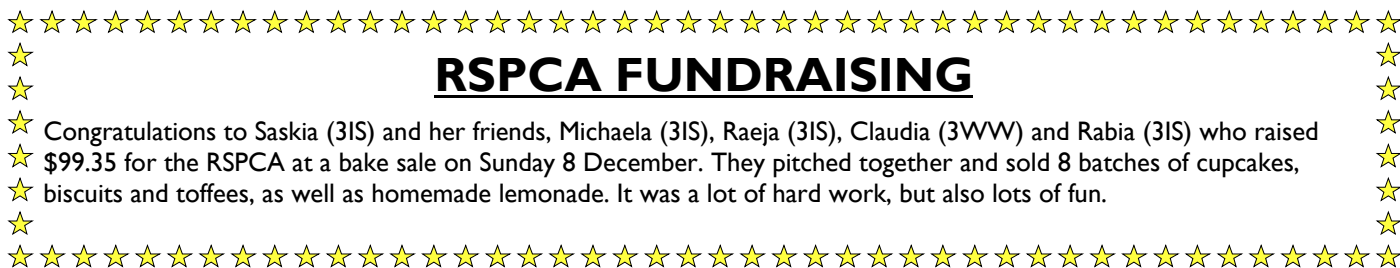 RSPCA FUNDRAISING
Congratulations to Saskia (3IS) and her friends, Michaela (3IS), Raeja (3IS), Claudia (3WW) and Rabia (3IS) who raised
$99.35 for the RSPCA at a bake sale on Sunday 8 December. They pitched together and sold 8 batches of cupcakes,
biscuits and toffees, as well as homemade lemonade. It was a lot of hard work, but also lots of fun.